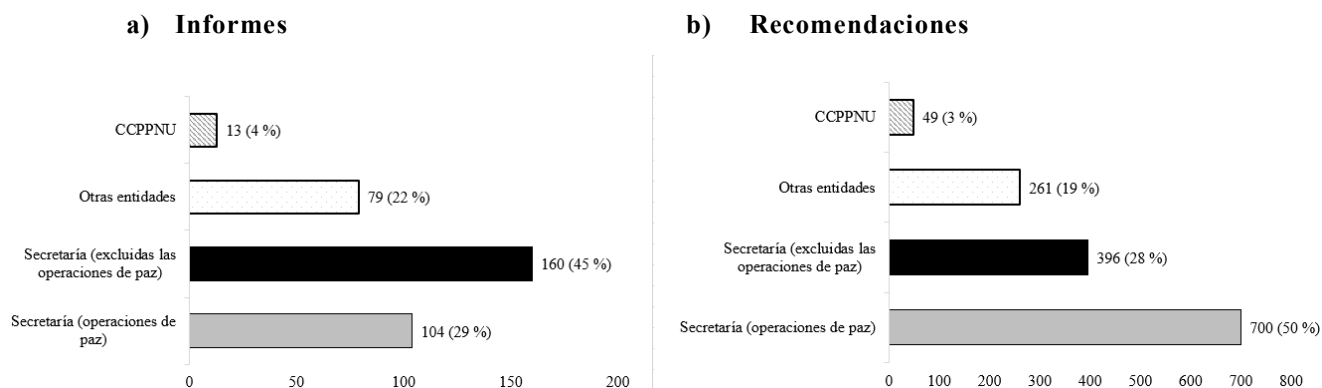 a) Informes
CCPPNU
13 (4 %)
Otras entidades
79 (22 %)
Secretaría (excluidas las
operaciones de paz)
160 (45 %)
Secretaría (operaciones de
paz)
104 (29 %)
0 50 100 150 200
b) Recomendaciones
CCPPNU
49 (3 %)
Otras entidades
261 (19 %)
Secretaría (excluidas las
operaciones de paz)
396 (28 %)
Secretaría (operaciones de paz)
700 (50 %)
0 100 200 300 400 500 600 700 800